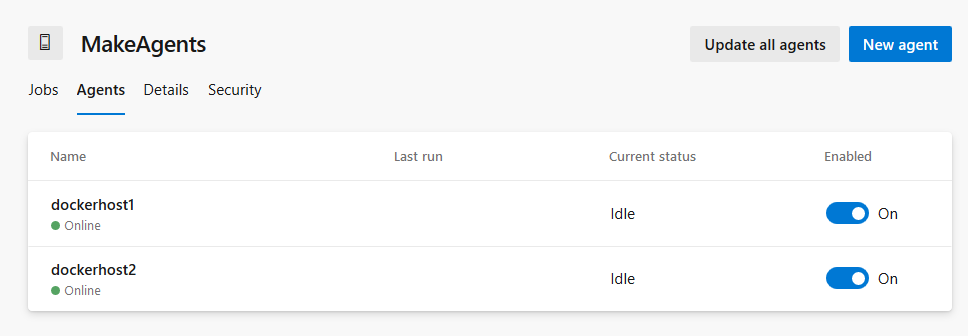 MakeAgents
Update all agents
New agent
Jobs Agents Details Security
Name Last run Current status Enabled
dockerhost1
Online
Idle
On
dockerhost2
Online
Idle
On